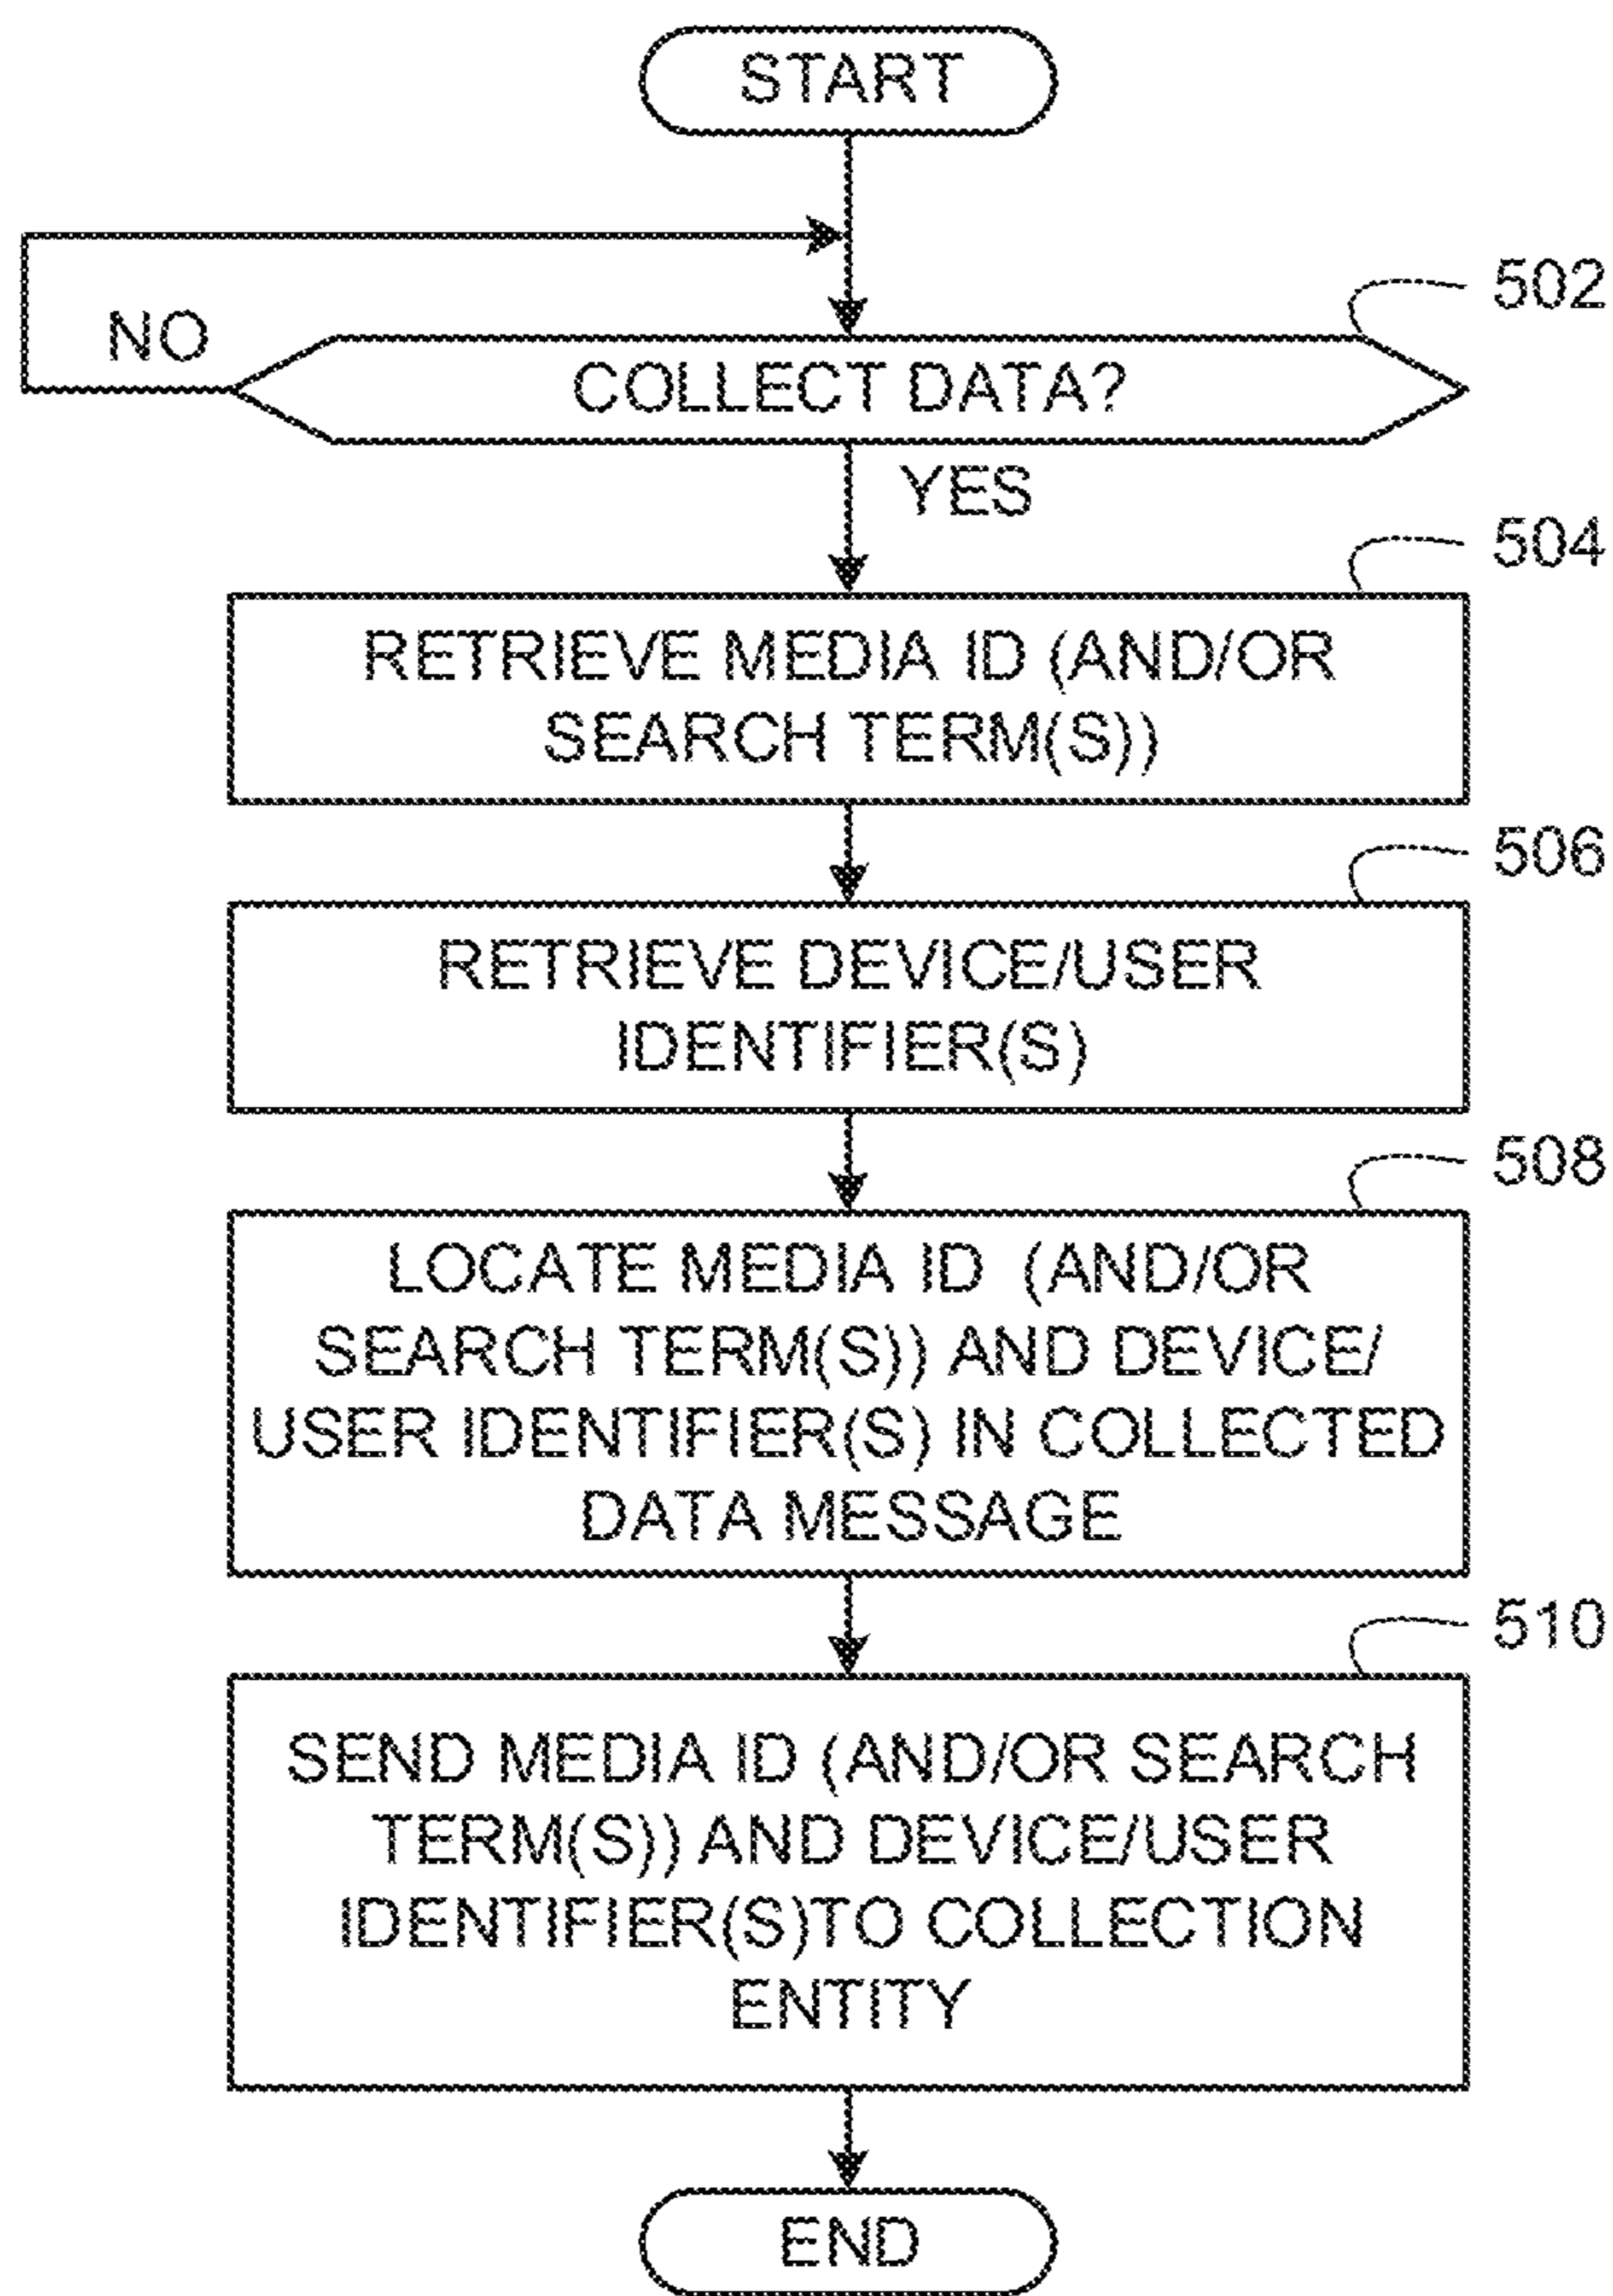 START
NO
502
COLLECT DATA?
YES
504
RETRIEVE MEDIA ID (AND/OR
SEARCH TERM(S))
506
RETRIEVE DEVICE/USER
IDENTIFIER(S)
508
LOCATE MEDIA ID (AND/OR
SEARCH TERM(S)) AND DEVICE/
USER IDENTIFIER(S) IN COLLECTED
DATA MESSAGE
510
SEND MEDIA ID (AND/OR SEARCH
TERM(S)) AND DEVICE/USER
IDENTIFIER(S)TO COLLECTION
ENTITY
END